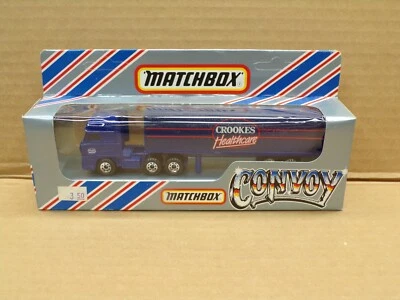 MATCHBOX
CROOKES
Healthcare
3.50
MATCHBOX
CONVOY